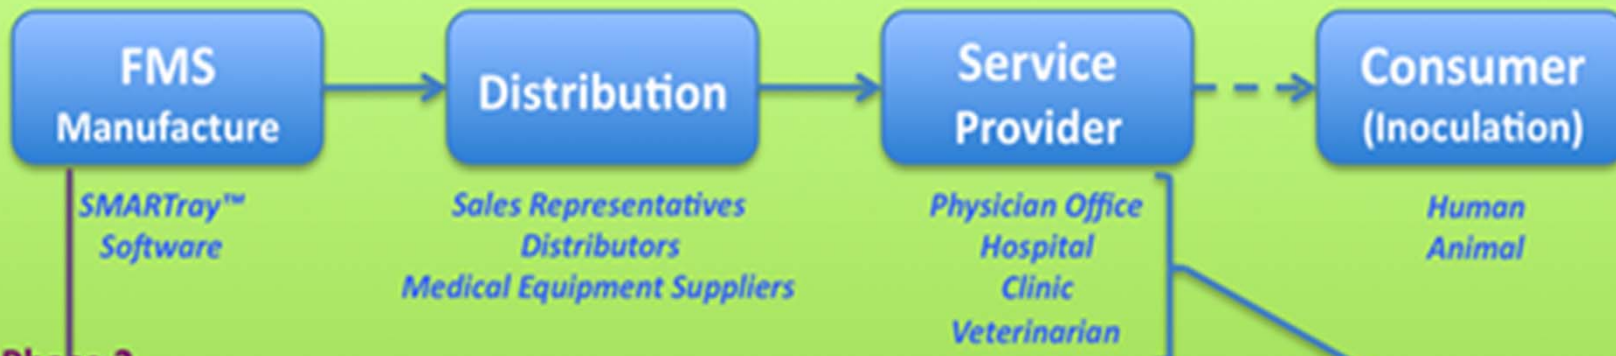 FMS
Manufacture
Distribution
Service
Provider
Consumer
(Inoculation)
SMARTray™
Software
Sales Representatives
Distributors
Medical Equipment Suppliers
Physician Office
Hospital
Clinic
Veterinarian
Human
Animal